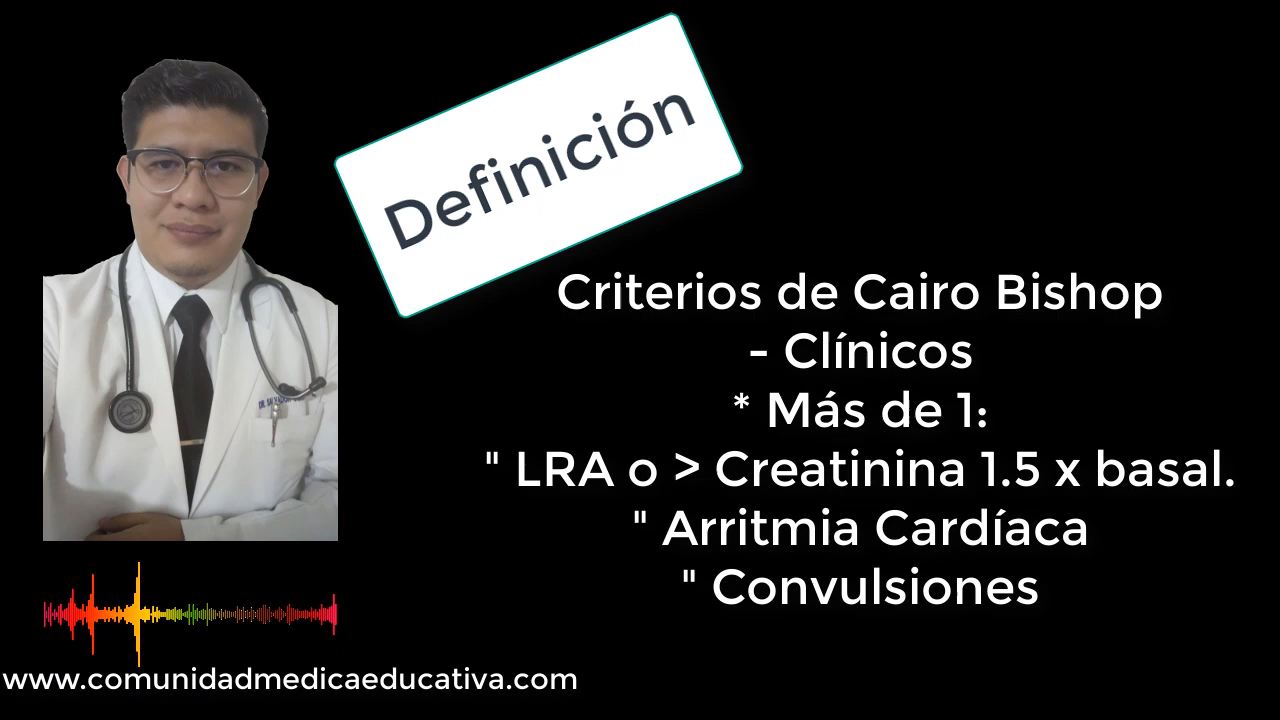 Definición
Criterios de Cairo Bishop
- Clínicos
* Más de 1:
" LRA o > Creatinina 1.5 x basal.
" Arritmia Cardíaca
" Convulsiones
www.comunidadmedicaeducativa.com